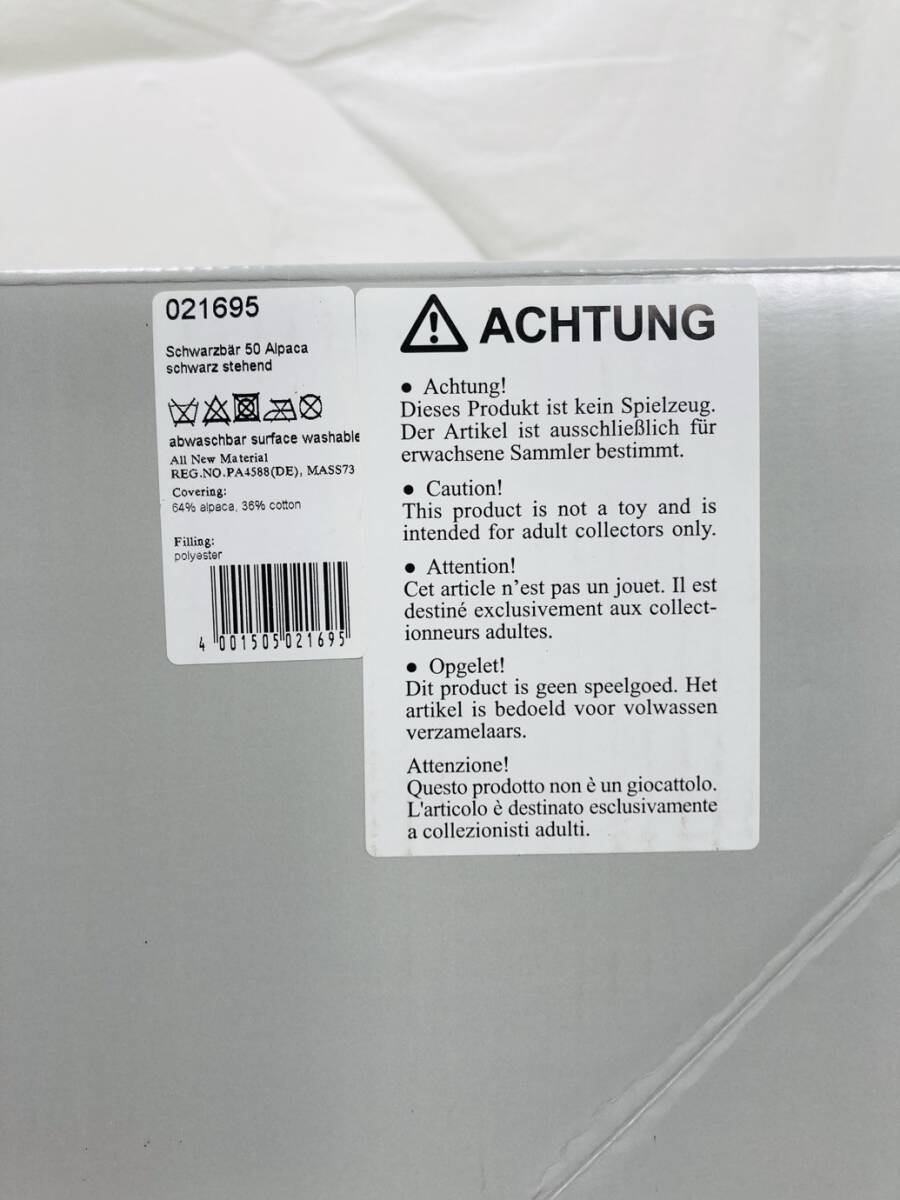 021695
Schwarzbär 50 Alpaca
schwarz stehend
abwaschbar surface washable
All New Material
REG.NO.PA4588(DE), MASS73
Covering:
64% alpaca, 36% cotton
Filling:
polyester
4 001505 021695
ACHTUNG
● Achtung!
Dieses Produkt ist kein Spielzeug.
Der Artikel ist ausschließlich für
erwachsene Sammler bestimmt.
● Caution!
This product is not a toy and is
intended for adult collectors only.
● Attention!
Cet article n'est pas un jouet. Il est
destiné exclusivement aux collect-
ionneurs adultes.
● Opgelet!
Dit product is geen speelgoed. Het
artikel is bedoeld voor volwassen
verzamelaars.
Attenzione!
Questo prodotto non è un giocattolo.
L'articolo è destinato esclusivamente
a collezionisti adulti.